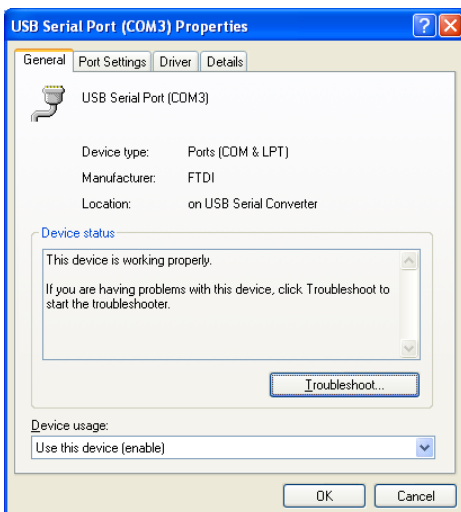 USB Serial Port (COM3) Properties
General Port Settings Driver Details
USB Serial Port (COM3)
Device type: Ports (COM & LPT)
Manufacturer: FTDI
Location: on USB Serial Converter
Device status
This device is working properly.
If you are having problems with this device, click Troubleshoot to
start the troubleshooter.
Troubleshoot...
Device usage:
Use this device (enable)
OK Cancel